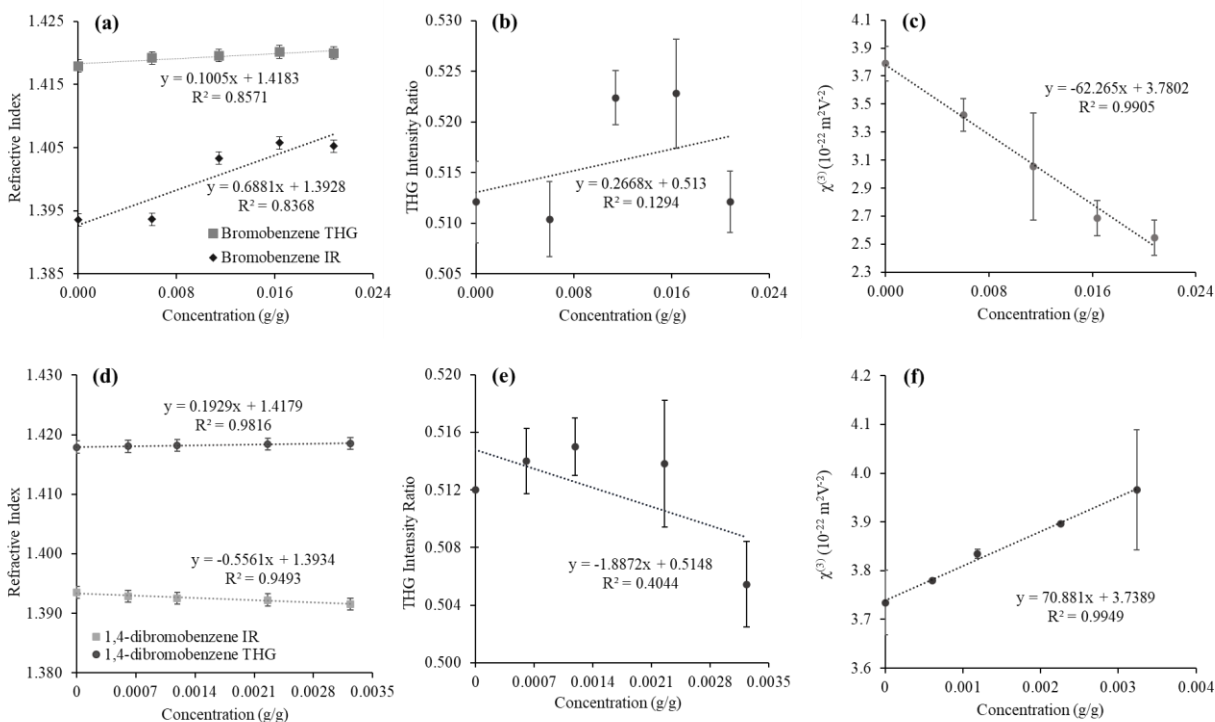 (a)
Refractive Index
1.425
1.415
1.405
1.395
1.385
y = 0.1005x + 1.4183
R² = 0.8571
y = 0.6881x + 1.3928
R² = 0.8368
Bromobenzene THG
Bromobenzene IR
0.000 0.008 0.016 0.024
Concentration (g/g)
(b)
THG Intensity Ratio
0.530
0.525
0.520
0.515
0.510
0.505
y = 0.2668x + 0.513
R² = 0.1294
0.000 0.008 0.016 0.024
Concentration (g/g)
(c)
χ⁽³⁾ (10⁻²² m²V⁻²)
3.9
3.7
3.5
3.3
3.1
2.9
2.7
2.5
2.3
y = -62.265x + 3.7802
R² = 0.9905
0.000 0.008 0.016 0.024
Concentration (g/g)
(d)
Refractive Index
1.430
1.420
1.410
1.400
1.390
1.380
y = 0.1929x + 1.4179
R² = 0.9816
y = -0.5561x + 1.3934
R² = 0.9493
1,4-dibromobenzene IR
1,4-dibromobenzene THG
0 0.0007 0.0014 0.0021 0.0028 0.0035
Concentration (g/g)
(e)
THG Intensity Ratio
0.520
0.516
0.512
0.508
0.504
0.500
y = -1.8872x + 0.5148
R² = 0.4044
0 0.0007 0.0014 0.0021 0.0028 0.0035
Concentration (g/g)
(f)
χ⁽³⁾ (10⁻²² m²V⁻²)
4.2
4.1
4.0
3.9
3.8
3.7
3.6
y = 70.881x + 3.7389
R² = 0.9949
0 0.001 0.002 0.003 0.004
Concentration (g/g)